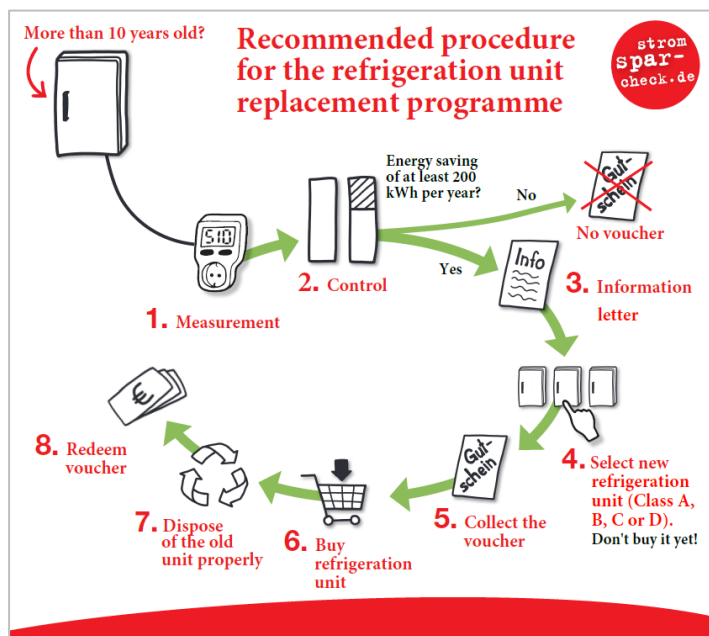 More than 10 years old?
Recommended procedure
for the refrigeration unit
replacement programme
strom
spar-
check.de
Energy saving
of at least 200
kWh per year?
No
Gut-
schein
No voucher
510
Yes
Info
1. Measurement
2. Control
3. Information
letter
4. Select new
refrigeration
unit (Class A,
B, C or D).
Don't buy it yet!
Gut-
schein
5. Collect the
voucher
6. Buy
refrigeration
unit
7. Dispose
of the old
unit properly
€
8. Redeem
voucher